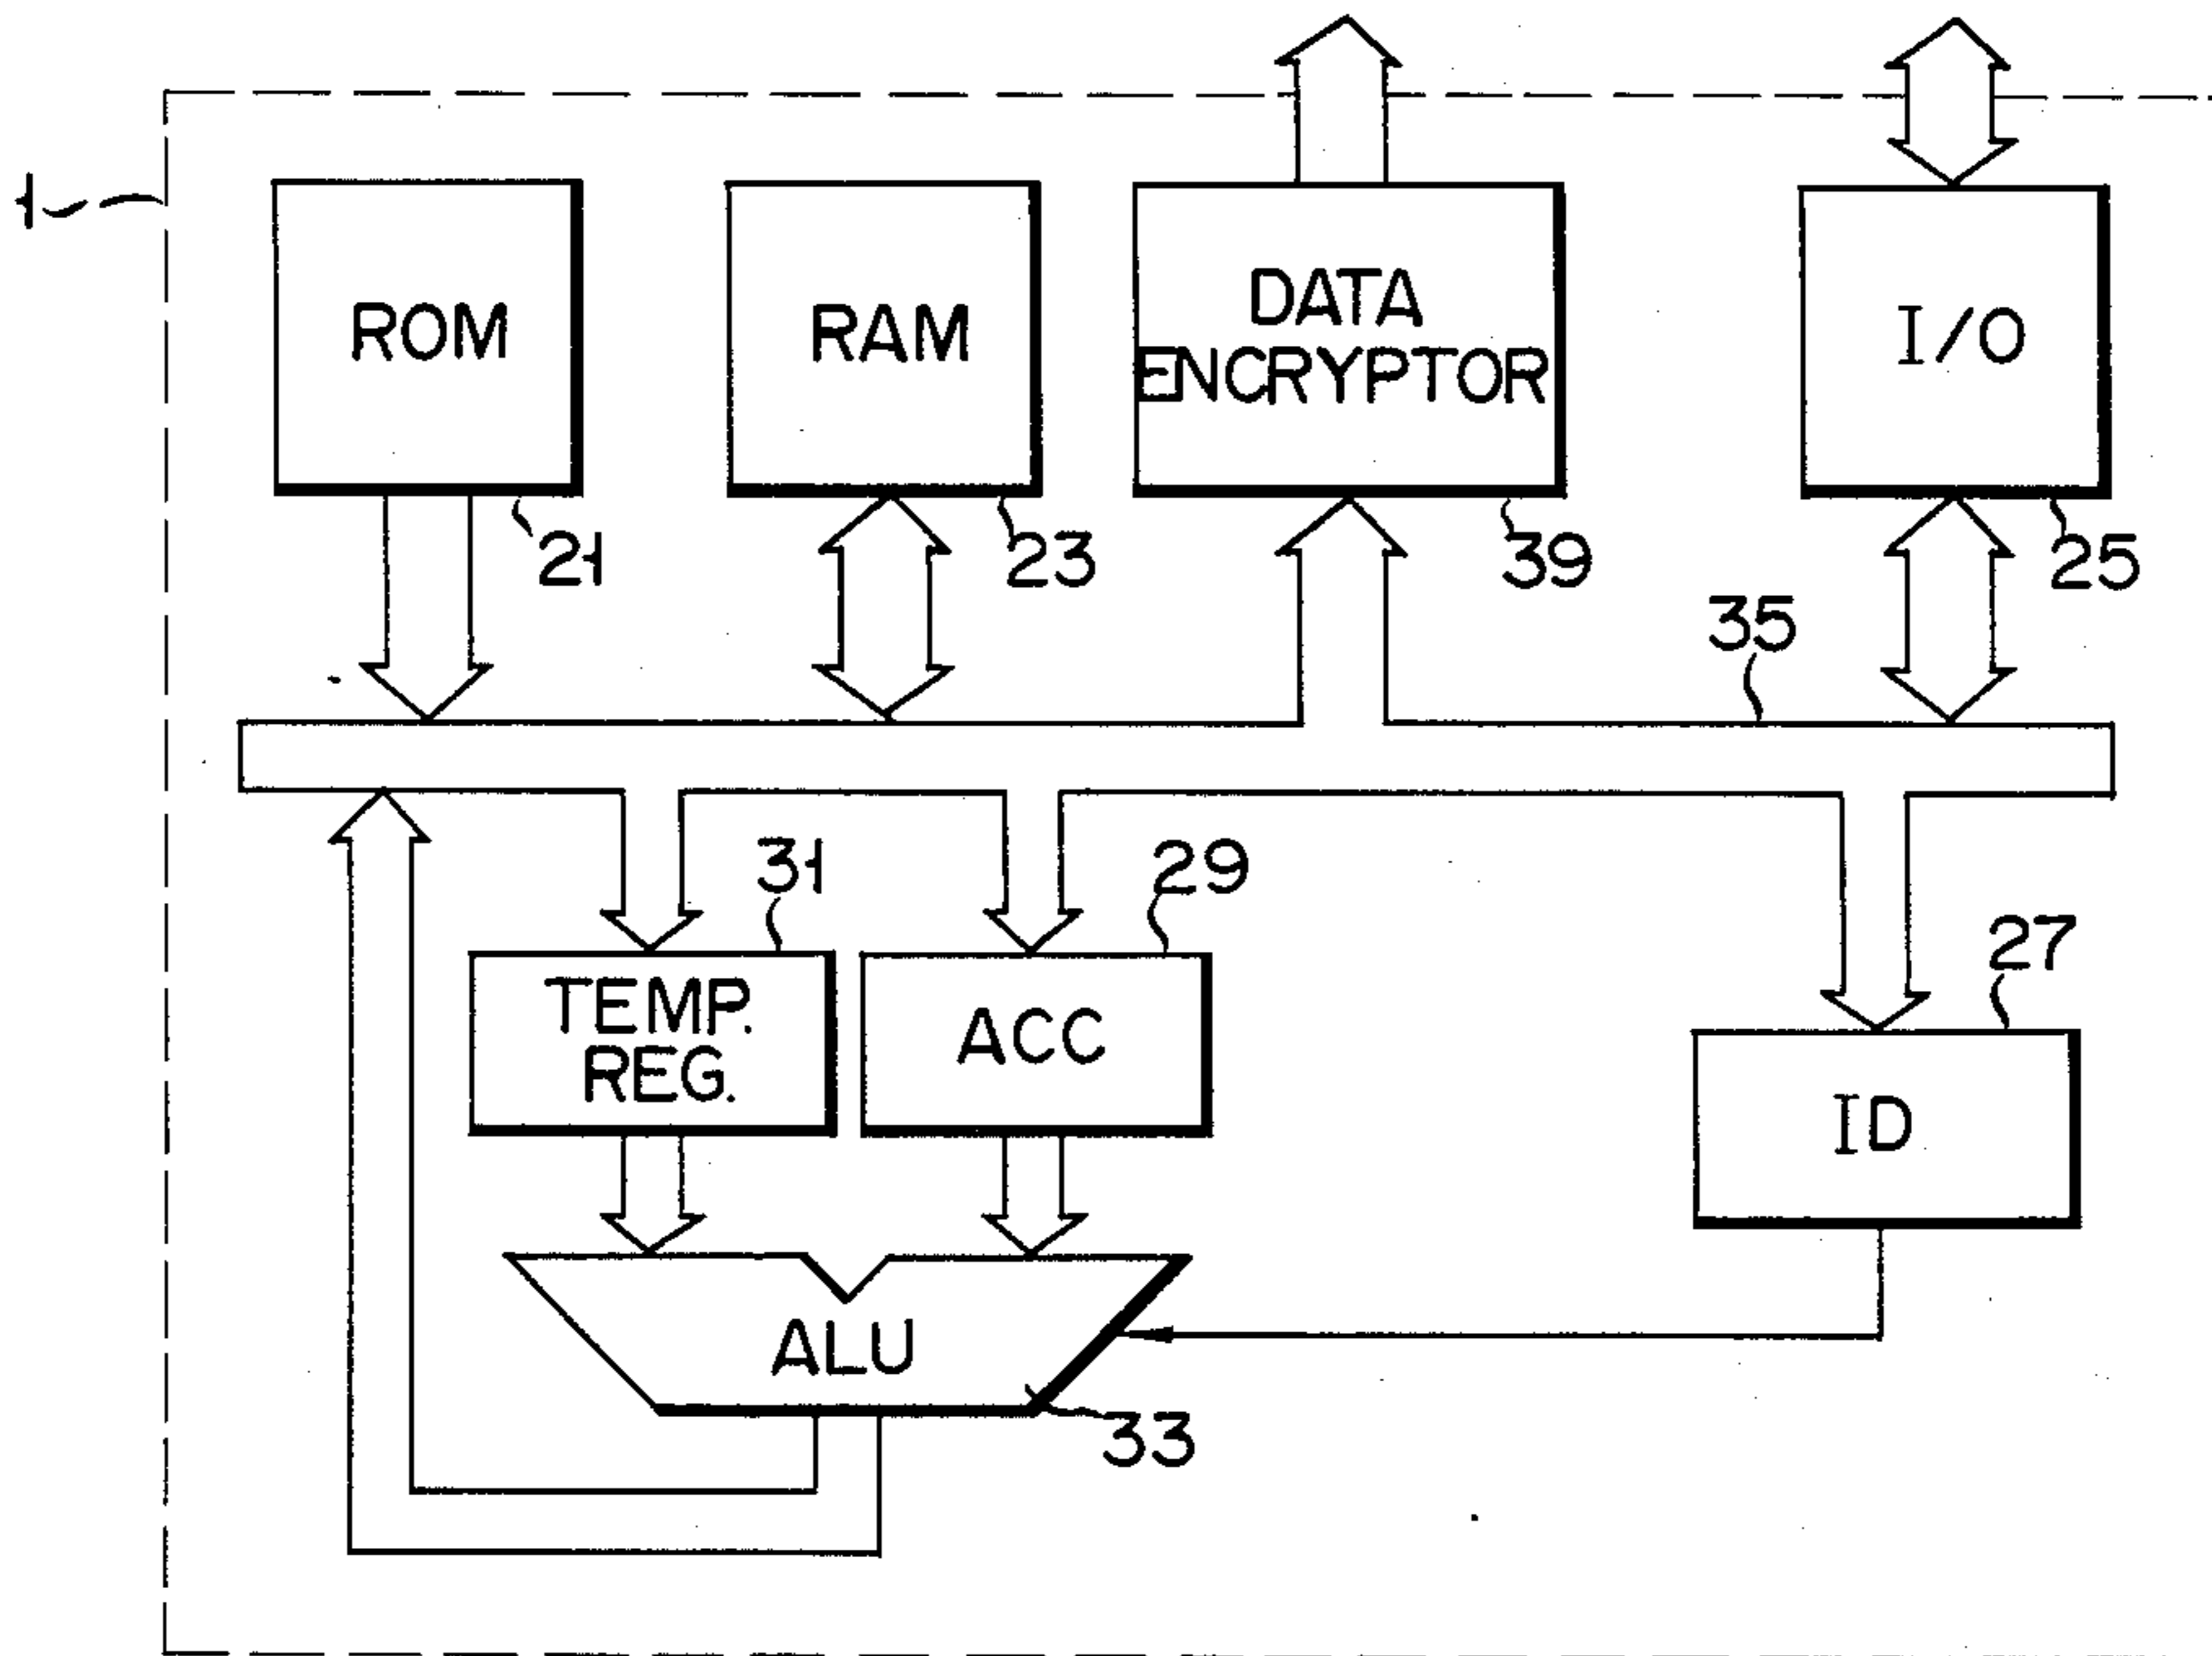 1
ROM
RAM
DATA
ENCRYPTOR
I/O
21
23
39
25
35
31
29
27
TEMP.
REG.
ACC
ID
ALU
33